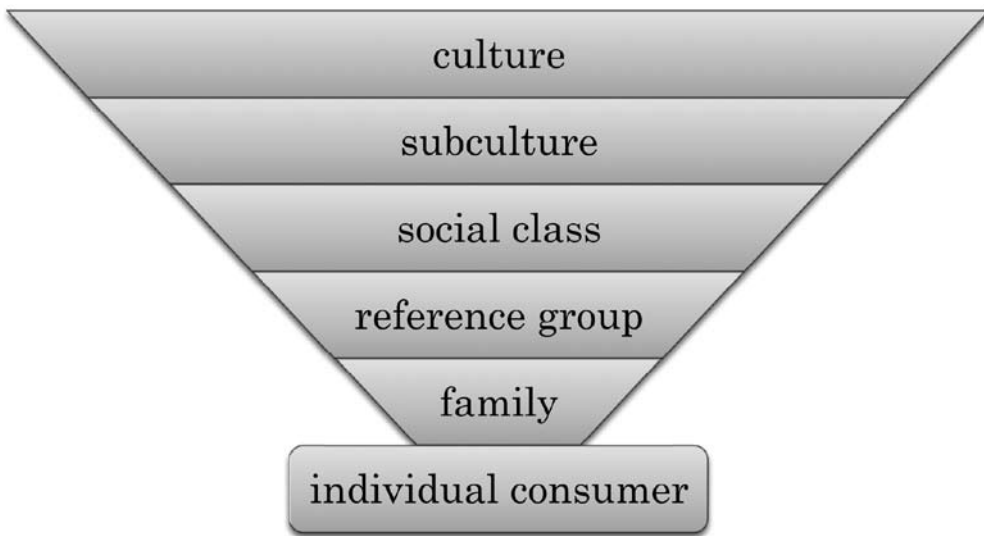 culture
subculture
social class
reference group
family
individual consumer